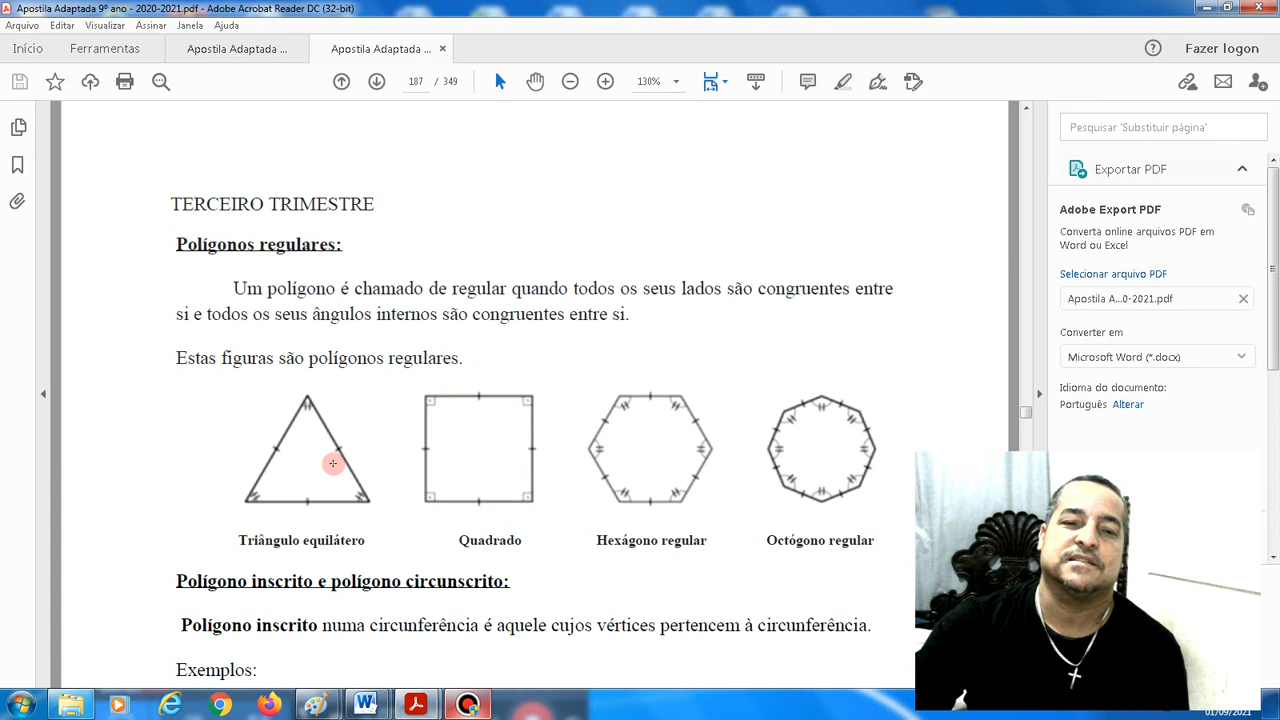 Apostila Adaptada 9º ano - 2020-2021.pdf - Adobe Acrobat Reader DC (32-bit)
Arquivo Editar Visualizar Assinar Janela Ajuda
Início Ferramentas Apostila Adaptada ... Apostila Adaptada ... × Fazer logon
187 / 349 130%
Pesquisar 'Substituir página'
Exportar PDF
Adobe Export PDF
Converta online arquivos PDF em
Word ou Excel
Selecionar arquivo PDF
Apostila A...0-2021.pdf
Converter em
Microsoft Word (*.docx)
Idioma do documento:
Português Alterar
TERCEIRO TRIMESTRE
Polígonos regulares:
Um polígono é chamado de regular quando todos os seus lados são congruentes entre
si e todos os seus ângulos internos são congruentes entre si.
Estas figuras são polígonos regulares.
Triângulo equilátero Quadrado Hexágono regular Octógono regular
Polígono inscrito e polígono circunscrito:
Polígono inscrito numa circunferência é aquele cujos vértices pertencem à circunferência.
Exemplos:
01/09/2021